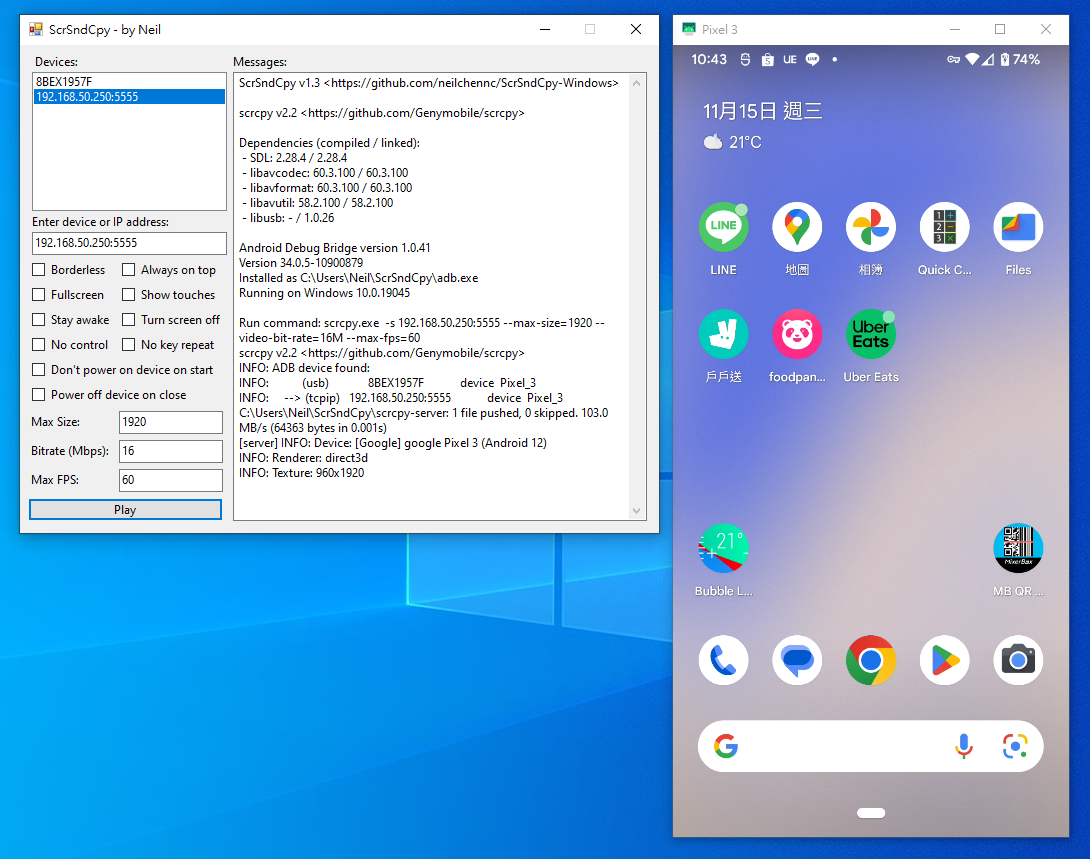 ScrSndCpy - by Neil
Devices:
8BEX1957F
192.168.50.250:5555
Enter device or IP address:
192.168.50.250:5555
Borderless
Always on top
Fullscreen
Show touches
Stay awake
Turn screen off
No control
No key repeat
Don't power on device on start
Power off device on close
Max Size:
1920
Bitrate (Mbps):
16
Max FPS:
60
Play
Messages:
ScrSndCpy v1.3 <https://github.com/neilchennc/ScrSndCpy-Windows>
scrcpy v2.2 <https://github.com/Genymobile/scrcpy>
Dependencies (compiled / linked):
- SDL: 2.28.4 / 2.28.4
- libavcodec: 60.3.100 / 60.3.100
- libavformat: 60.3.100 / 60.3.100
- libavutil: 58.2.100 / 58.2.100
- libusb: - / 1.0.26
Android Debug Bridge version 1.0.41
Version 34.0.5-10900879
Installed as C:\Users\Neil\ScrSndCpy\adb.exe
Running on Windows 10.0.19045
Run command: scrcpy.exe  -s 192.168.50.250:5555 --max-size=1920 --
video-bit-rate=16M --max-fps=60
scrcpy v2.2 <https://github.com/Genymobile/scrcpy>
INFO: ADB device found:
INFO:     (usb)     8BEX1957F     device  Pixel_3
INFO:     --> (tcpip)   192.168.50.250:5555     device  Pixel_3
C:\Users\Neil\ScrSndCpy\scrcpy-server: 1 file pushed, 0 skipped. 103.0
MB/s (64363 bytes in 0.001s)
[server] INFO: Device: [Google] google Pixel 3 (Android 12)
INFO: Renderer: direct3d
INFO: Texture: 960x1920
Pixel 3
10:43 UE LINE 74%
11月15日 週三
21°C
LINE
LINE
地圖
相簿
Quick C...
Files
Uber
Eats
戶戶送
foodpan...
Uber Eats
21°
Bubble L...
MixerBox
MB QR ...